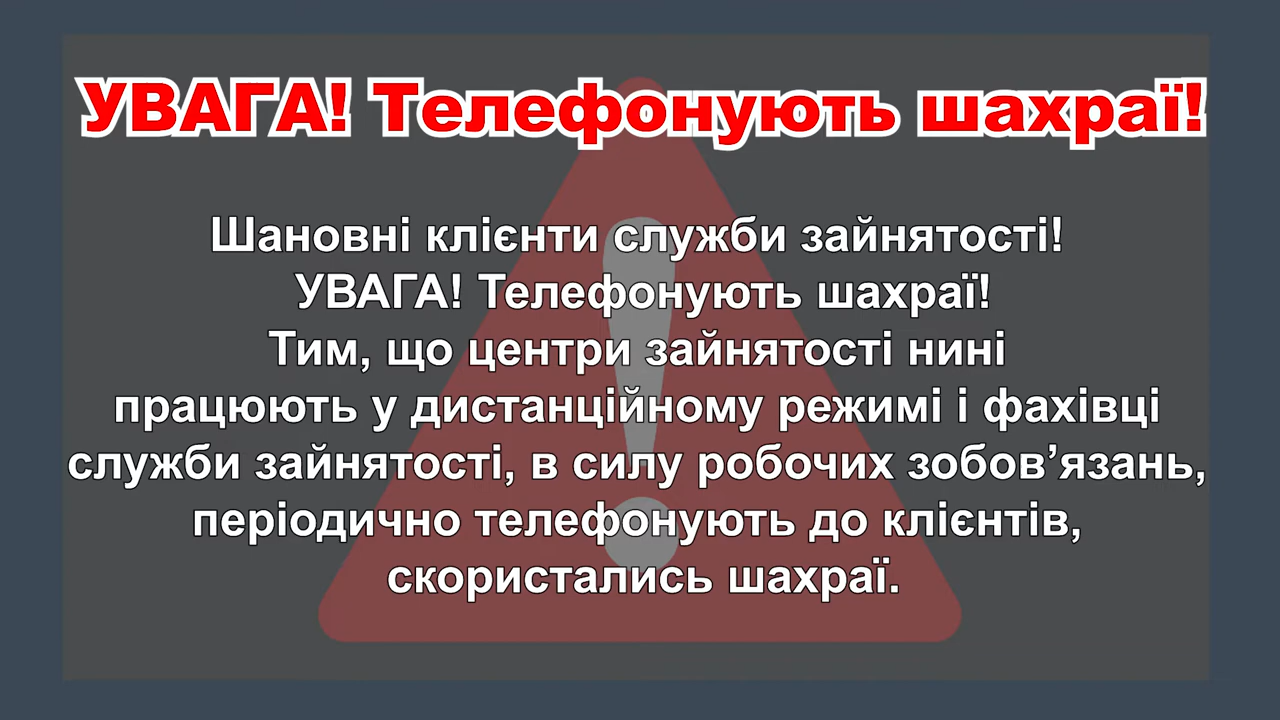 УВАГА! Телефонують шахраї!
Шановні клієнти служби зайнятості!
УВАГА! Телефонують шахраї!
Тим, що центри зайнятості нині
працюють у дистанційному режимі і фахівці
служби зайнятості, в силу робочих зобов’язань,
періодично телефонують до клієнтів,
скористались шахраї.